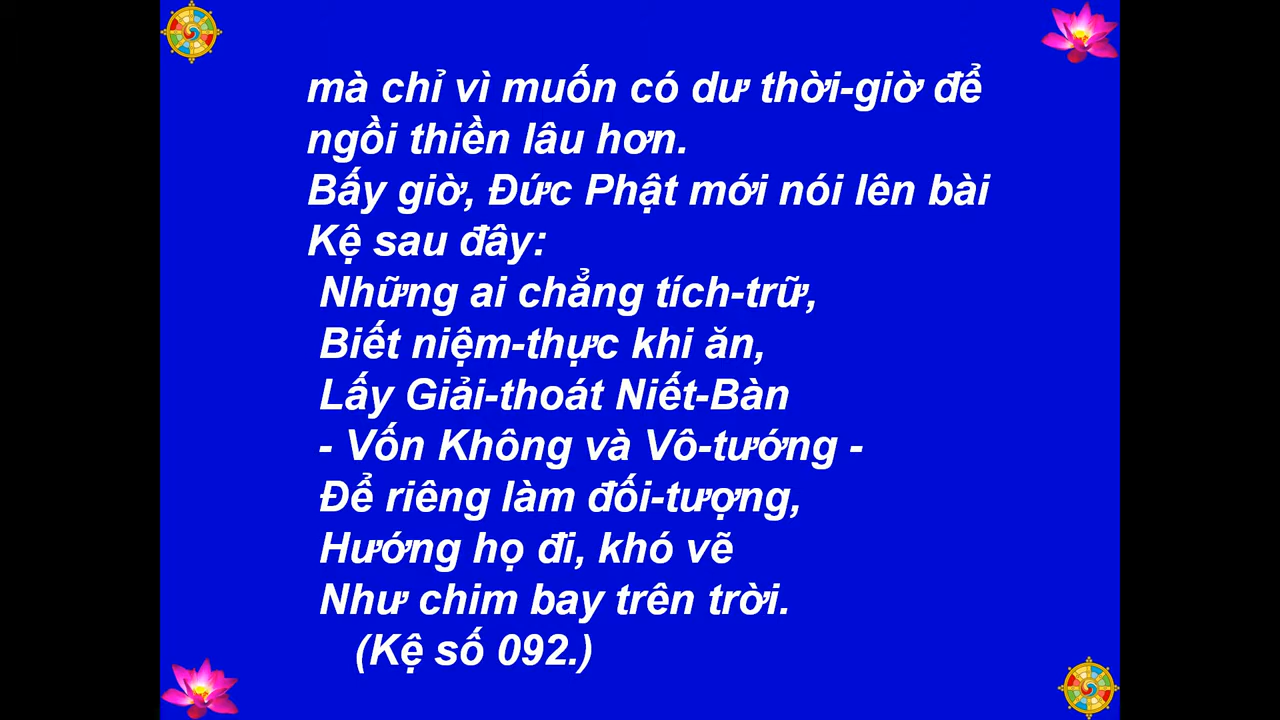 mà chỉ vì muốn có dư thời-giờ để
ngồi thiền lâu hơn.
Bấy giờ, Đức Phật mới nói lên bài
Kệ sau đây:
Những ai chẳng tích-trữ,
Biết niệm-thực khi ăn,
Lấy Giải-thoát Niết-Bàn
- Vốn Không và Vô-tướng -
Để riêng làm đối-tượng,
Hướng họ đi, khó vẽ
Như chim bay trên trời.
(Kệ số 092.)